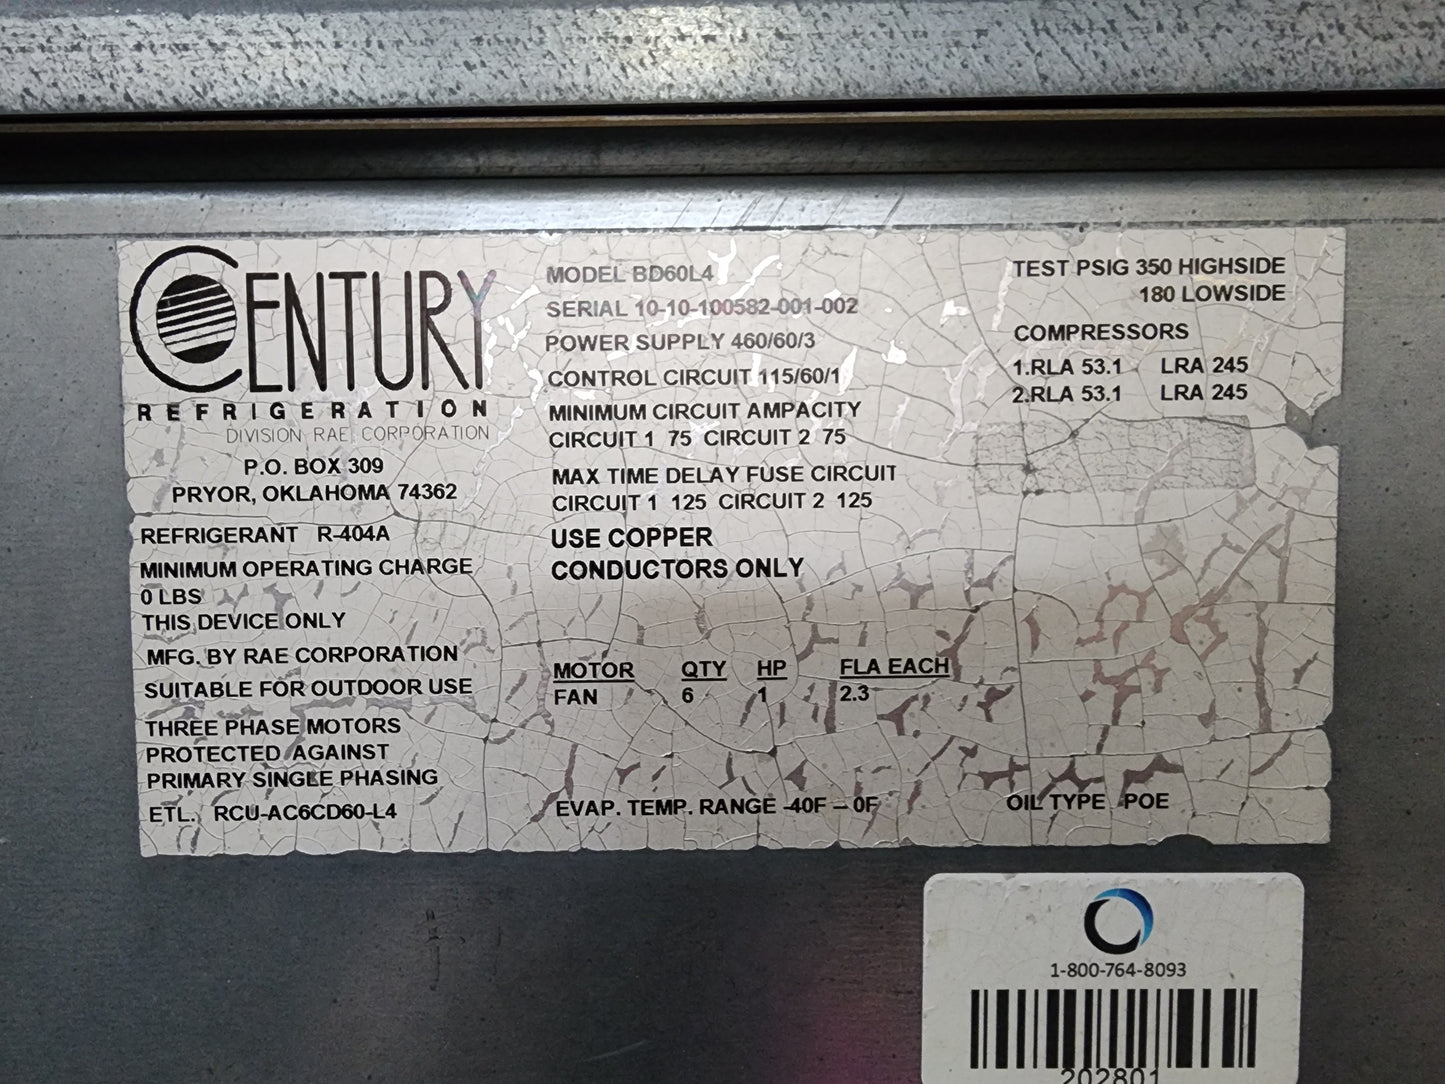 CENTURY
REFRIGERATION
DIVISION RAE CORPORATION
P.O. BOX 309
PRYOR, OKLAHOMA 74362
REFRIGERANT R-404A
MINIMUM OPERATING CHARGE
0 LBS
THIS DEVICE ONLY
MFG. BY RAE CORPORATION
SUITABLE FOR OUTDOOR USE
THREE PHASE MOTORS
PROTECTED AGAINST
PRIMARY SINGLE PHASING
ETL. RCU-AC6CD60-L4
MODEL BD60L4
SERIAL 10-10-100582-001-002
POWER SUPPLY 460/60/3
CONTROL CIRCUIT 115/60/1
MINIMUM CIRCUIT AMPACITY
CIRCUIT 1 75 CIRCUIT 2 75
MAX TIME DELAY FUSE CIRCUIT
CIRCUIT 1 125 CIRCUIT 2 125
USE COPPER
CONDUCTORS ONLY
MOTOR QTY HP FLA EACH
FAN 6 1 2.3
EVAP. TEMP. RANGE -40F - 0F
TEST PSIG 350 HIGHSIDE
180 LOWSIDE
COMPRESSORS
1.RLA 53.1 LRA 245
2.RLA 53.1 LRA 245
OIL TYPE POE
1-800-764-8093
202801